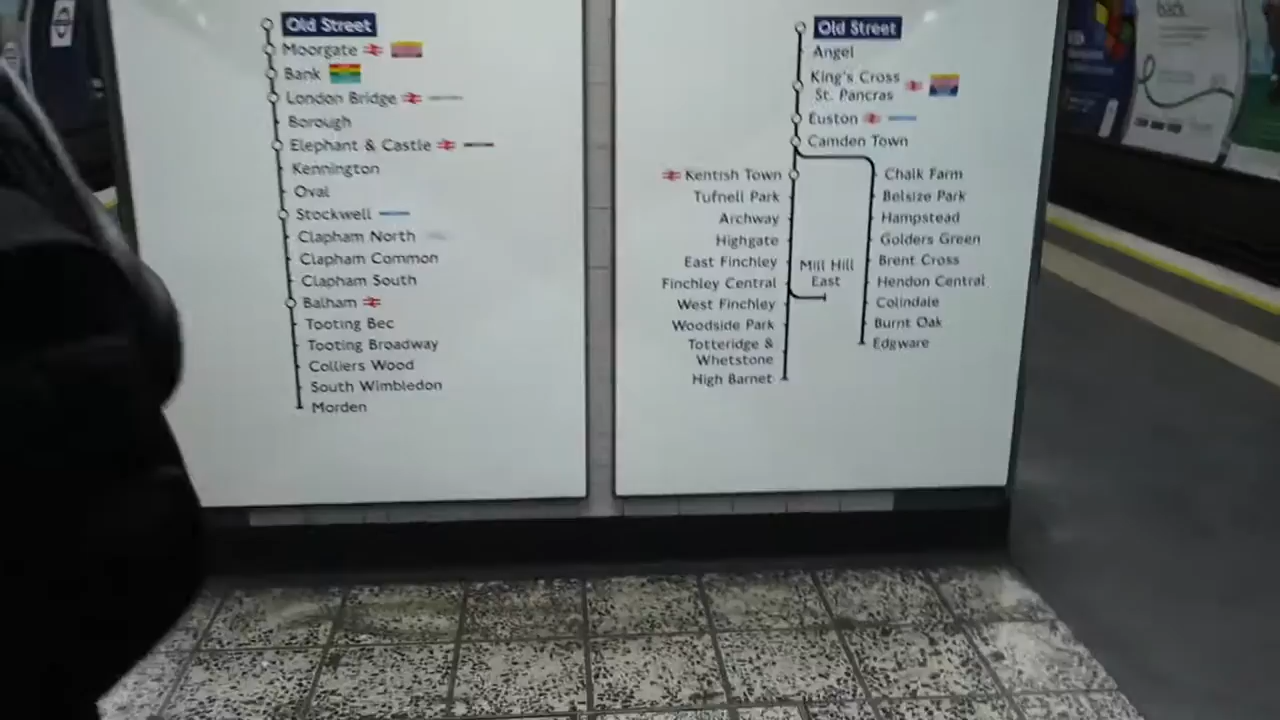 Old Street
Moorgate
Bank
London Bridge
Borough
Elephant & Castle
Kennington
Oval
Stockwell
Clapham North
Clapham Common
Clapham South
Balham
Tooting Bec
Tooting Broadway
Colliers Wood
South Wimbledon
Morden
Old Street
Angel
King's Cross
St. Pancras
Euston
Camden Town
Kentish Town
Tufnell Park
Archway
Highgate
East Finchley
Finchley Central
West Finchley
Woodside Park
Totteridge &
Whetstone
High Barnet
Mill Hill
East
Chalk Farm
Belsize Park
Hampstead
Golders Green
Brent Cross
Hendon Central
Colindale
Burnt Oak
Edgware